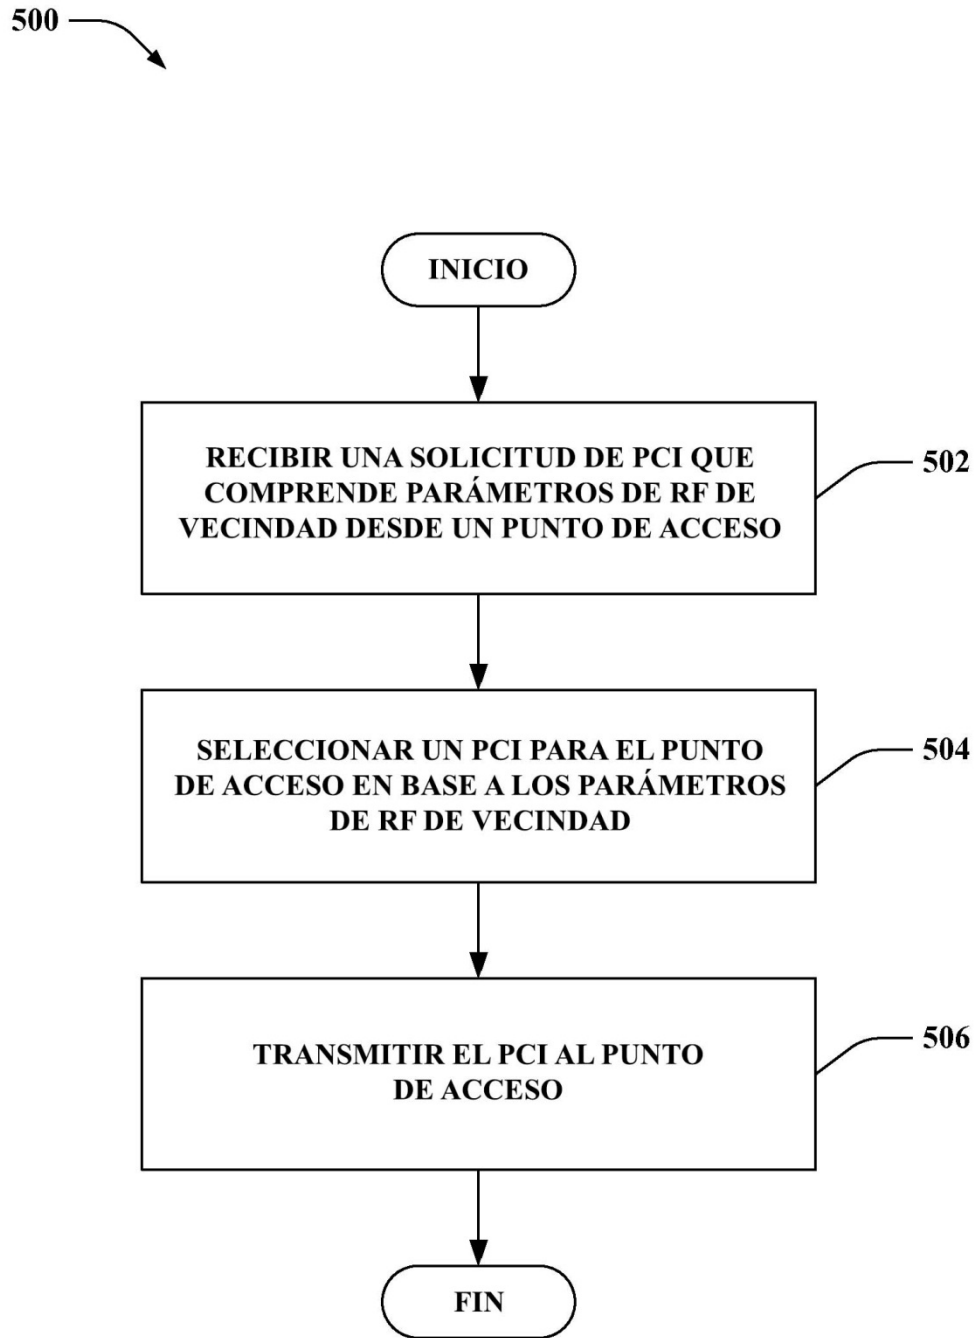 500
INICIO
RECIBIR UNA SOLICITUD DE PCI QUE
COMPRENDE PARÁMETROS DE RF DE
VECINDAD DESDE UN PUNTO DE ACCESO
502
SELECCIONAR UN PCI PARA EL PUNTO
DE ACCESO EN BASE A LOS PARÁMETROS
DE RF DE VECINDAD
504
TRANSMITIR EL PCI AL PUNTO
DE ACCESO
506
FIN